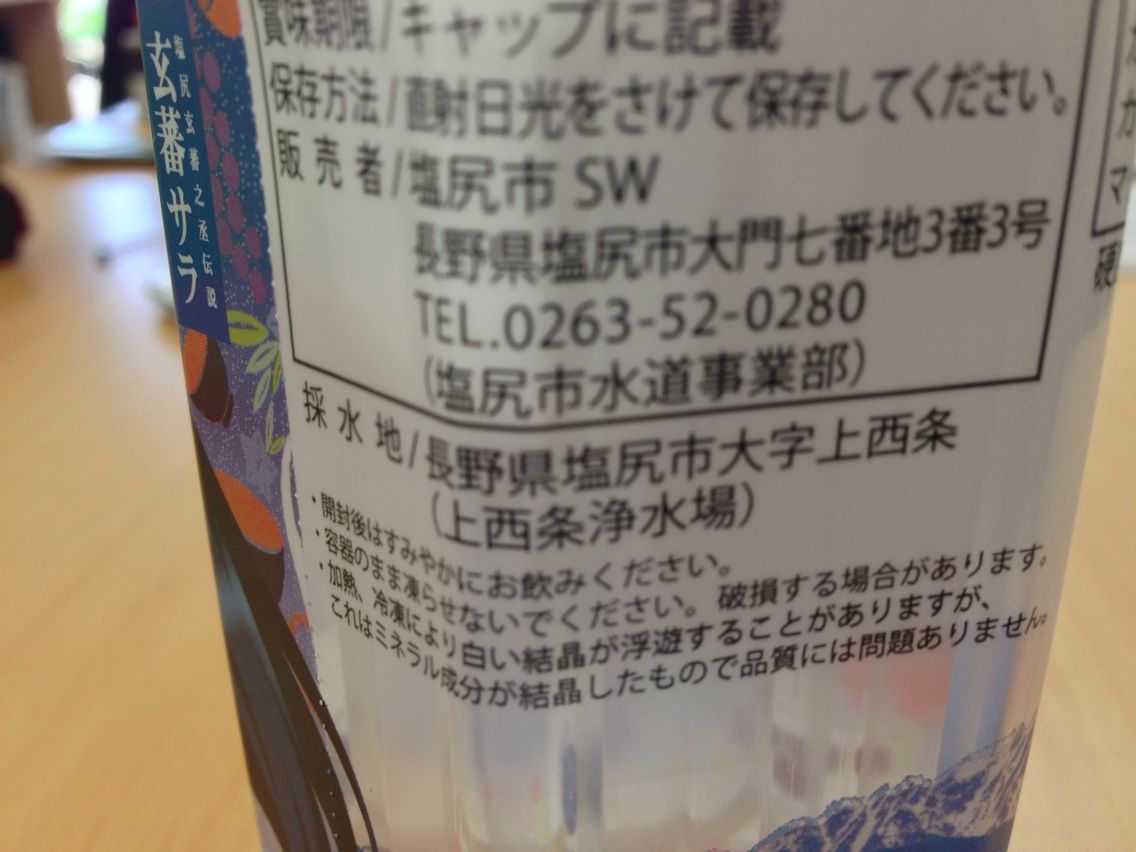 賞味期限/キャップに記載
保存方法/直射日光をさけて保存してください。
販売者/塩尻市 SW
長野県塩尻市大門七番地3番3号
TEL.0263-52-0280
(塩尻市水道事業部)
採水地/長野県塩尻市大字上西条
(上西条浄水場)
・開封後はすみやかにお飲みください。
・容器のまま凍らせないでください。破損する場合があります。
・加熱、冷凍により白い結晶が浮遊することがありますが、
これはミネラル成分が結晶したもので品質には問題ありません。
塩尻玄蕃之丞伝説
玄蕃サラ
マ
硬